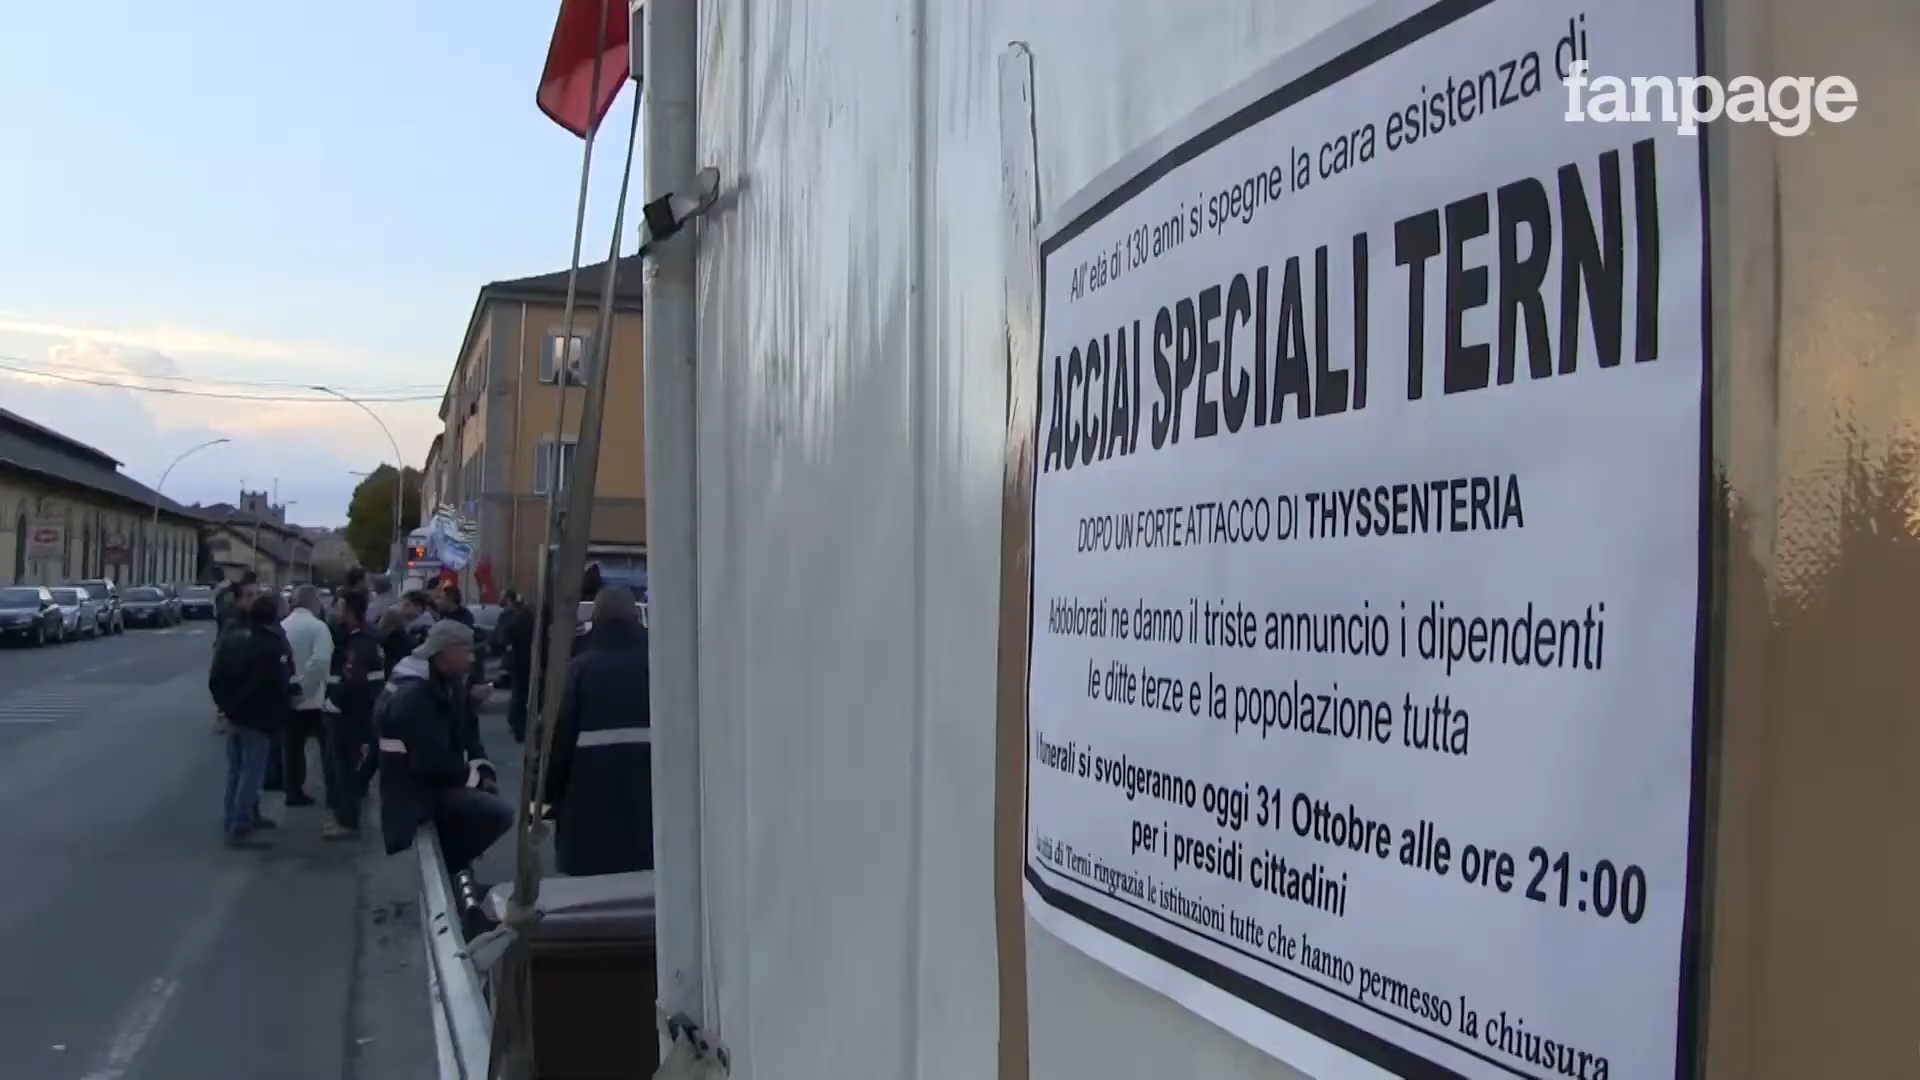 fanpage
All' età di 130 anni si spegne la cara esistenza di
ACCIAI SPECIALI TERNI
DOPO UN FORTE ATTACCO DI THYSSENTERIA
Addolorati ne danno il triste annuncio i dipendenti
le ditte terze e la popolazione tutta
I funerali si svolgeranno oggi 31 Ottobre alle ore 21:00
per i presidi cittadini
La città di Terni ringrazia le istituzioni tutte che hanno permesso la chiusura